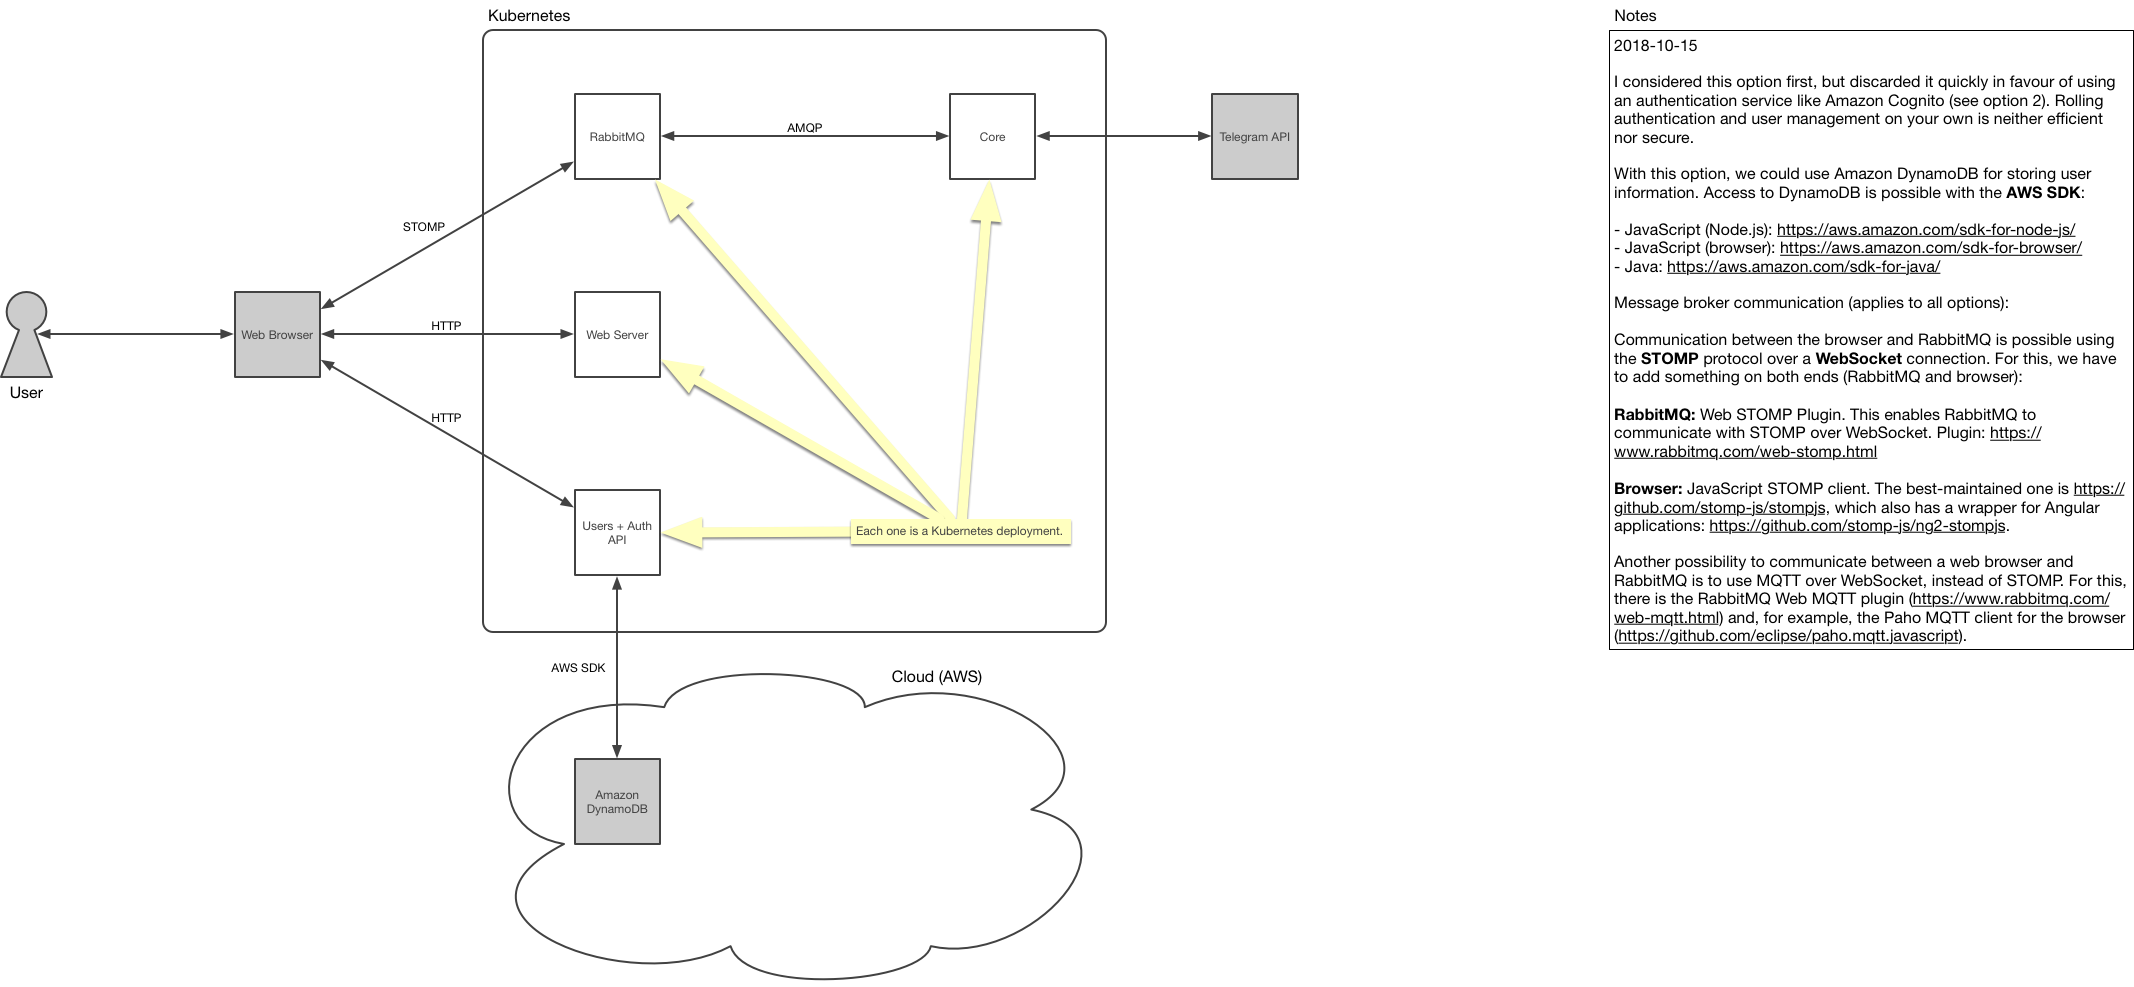 Kubernetes
RabbitMQ
AMQP
Core
Telegram API
STOMP
Web Browser
HTTP
Web Server
User
HTTP
Users + Auth
API
Each one is a Kubernetes deployment.
AWS SDK
Cloud (AWS)
Amazon
DynamoDB
Notes
2018-10-15
I considered this option first, but discarded it quickly in favour of using
an authentication service like Amazon Cognito (see option 2). Rolling
authentication and user management on your own is neither efficient
nor secure.
With this option, we could use Amazon DynamoDB for storing user
information. Access to DynamoDB is possible with the AWS SDK:
- JavaScript (Node.js): https://aws.amazon.com/sdk-for-node-js/
- JavaScript (browser): https://aws.amazon.com/sdk-for-browser/
- Java: https://aws.amazon.com/sdk-for-java/
Message broker communication (applies to all options):
Communication between the browser and RabbitMQ is possible using
the STOMP protocol over a WebSocket connection. For this, we have
to add something on both ends (RabbitMQ and browser):
RabbitMQ: Web STOMP Plugin. This enables RabbitMQ to
communicate with STOMP over WebSocket. Plugin: https://
www.rabbitmq.com/web-stomp.html
Browser: JavaScript STOMP client. The best-maintained one is https://
github.com/stomp-js/stompjs, which also has a wrapper for Angular
applications: https://github.com/stomp-js/ng2-stompjs.
Another possibility to communicate between a web browser and
RabbitMQ is to use MQTT over WebSocket, instead of STOMP. For this,
there is the RabbitMQ Web MQTT plugin (https://www.rabbitmq.com/
web-mqtt.html) and, for example, the Paho MQTT client for the browser
(https://github.com/eclipse/paho.mqtt.javascript).